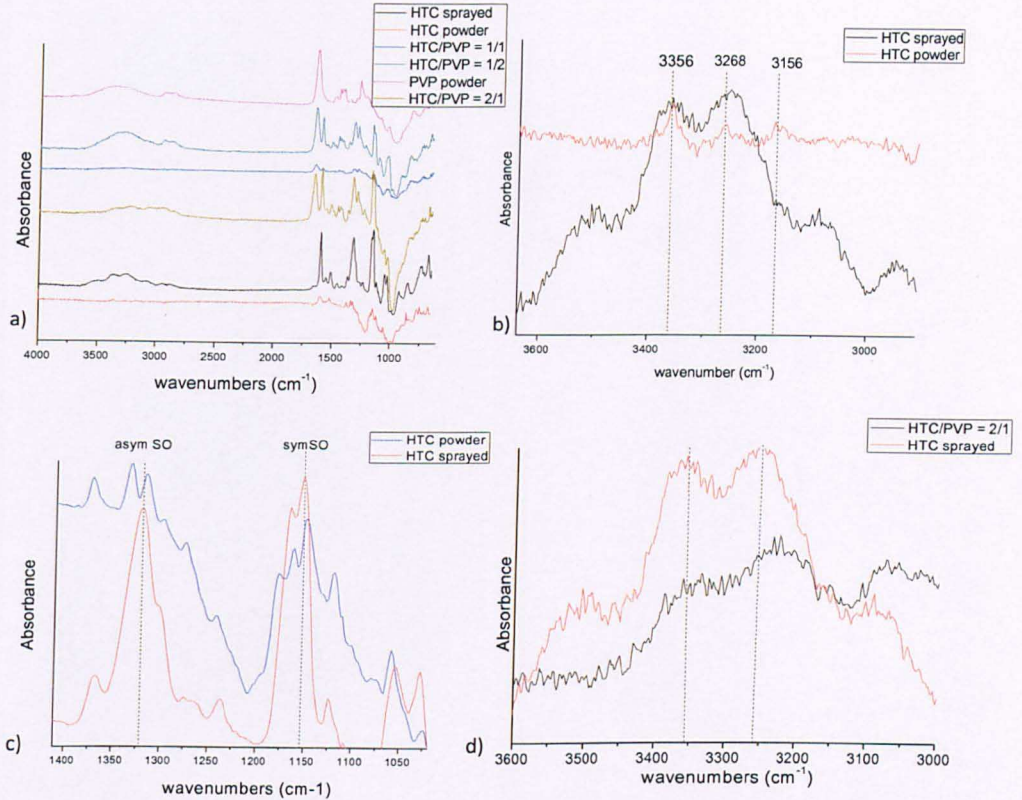 HTC sprayed
HTC powder
HTC/PVP = 1/1
HTC/PVP = 1/2
PVP powder
HTC/PVP = 2/1
Absorbance
a)
4000 3500 3000 2500 2000 1500 1000
wavenumbers (cm-1)
HTC sprayed
HTC powder
3356 3268 3156
Absorbance
b)
3600 3400 3200 3000
wavenumber (cm-1)
asym SO
symSO
HTC powder
HTC sprayed
Absorbance
c)
1400 1350 1300 1250 1200 1150 1100 1050
wavenumbers (cm-1)
HTC/PVP = 2/1
HTC sprayed
Absorbance
d)
3600 3500 3400 3300 3200 3100 3000
wavenumbers (cm-1)